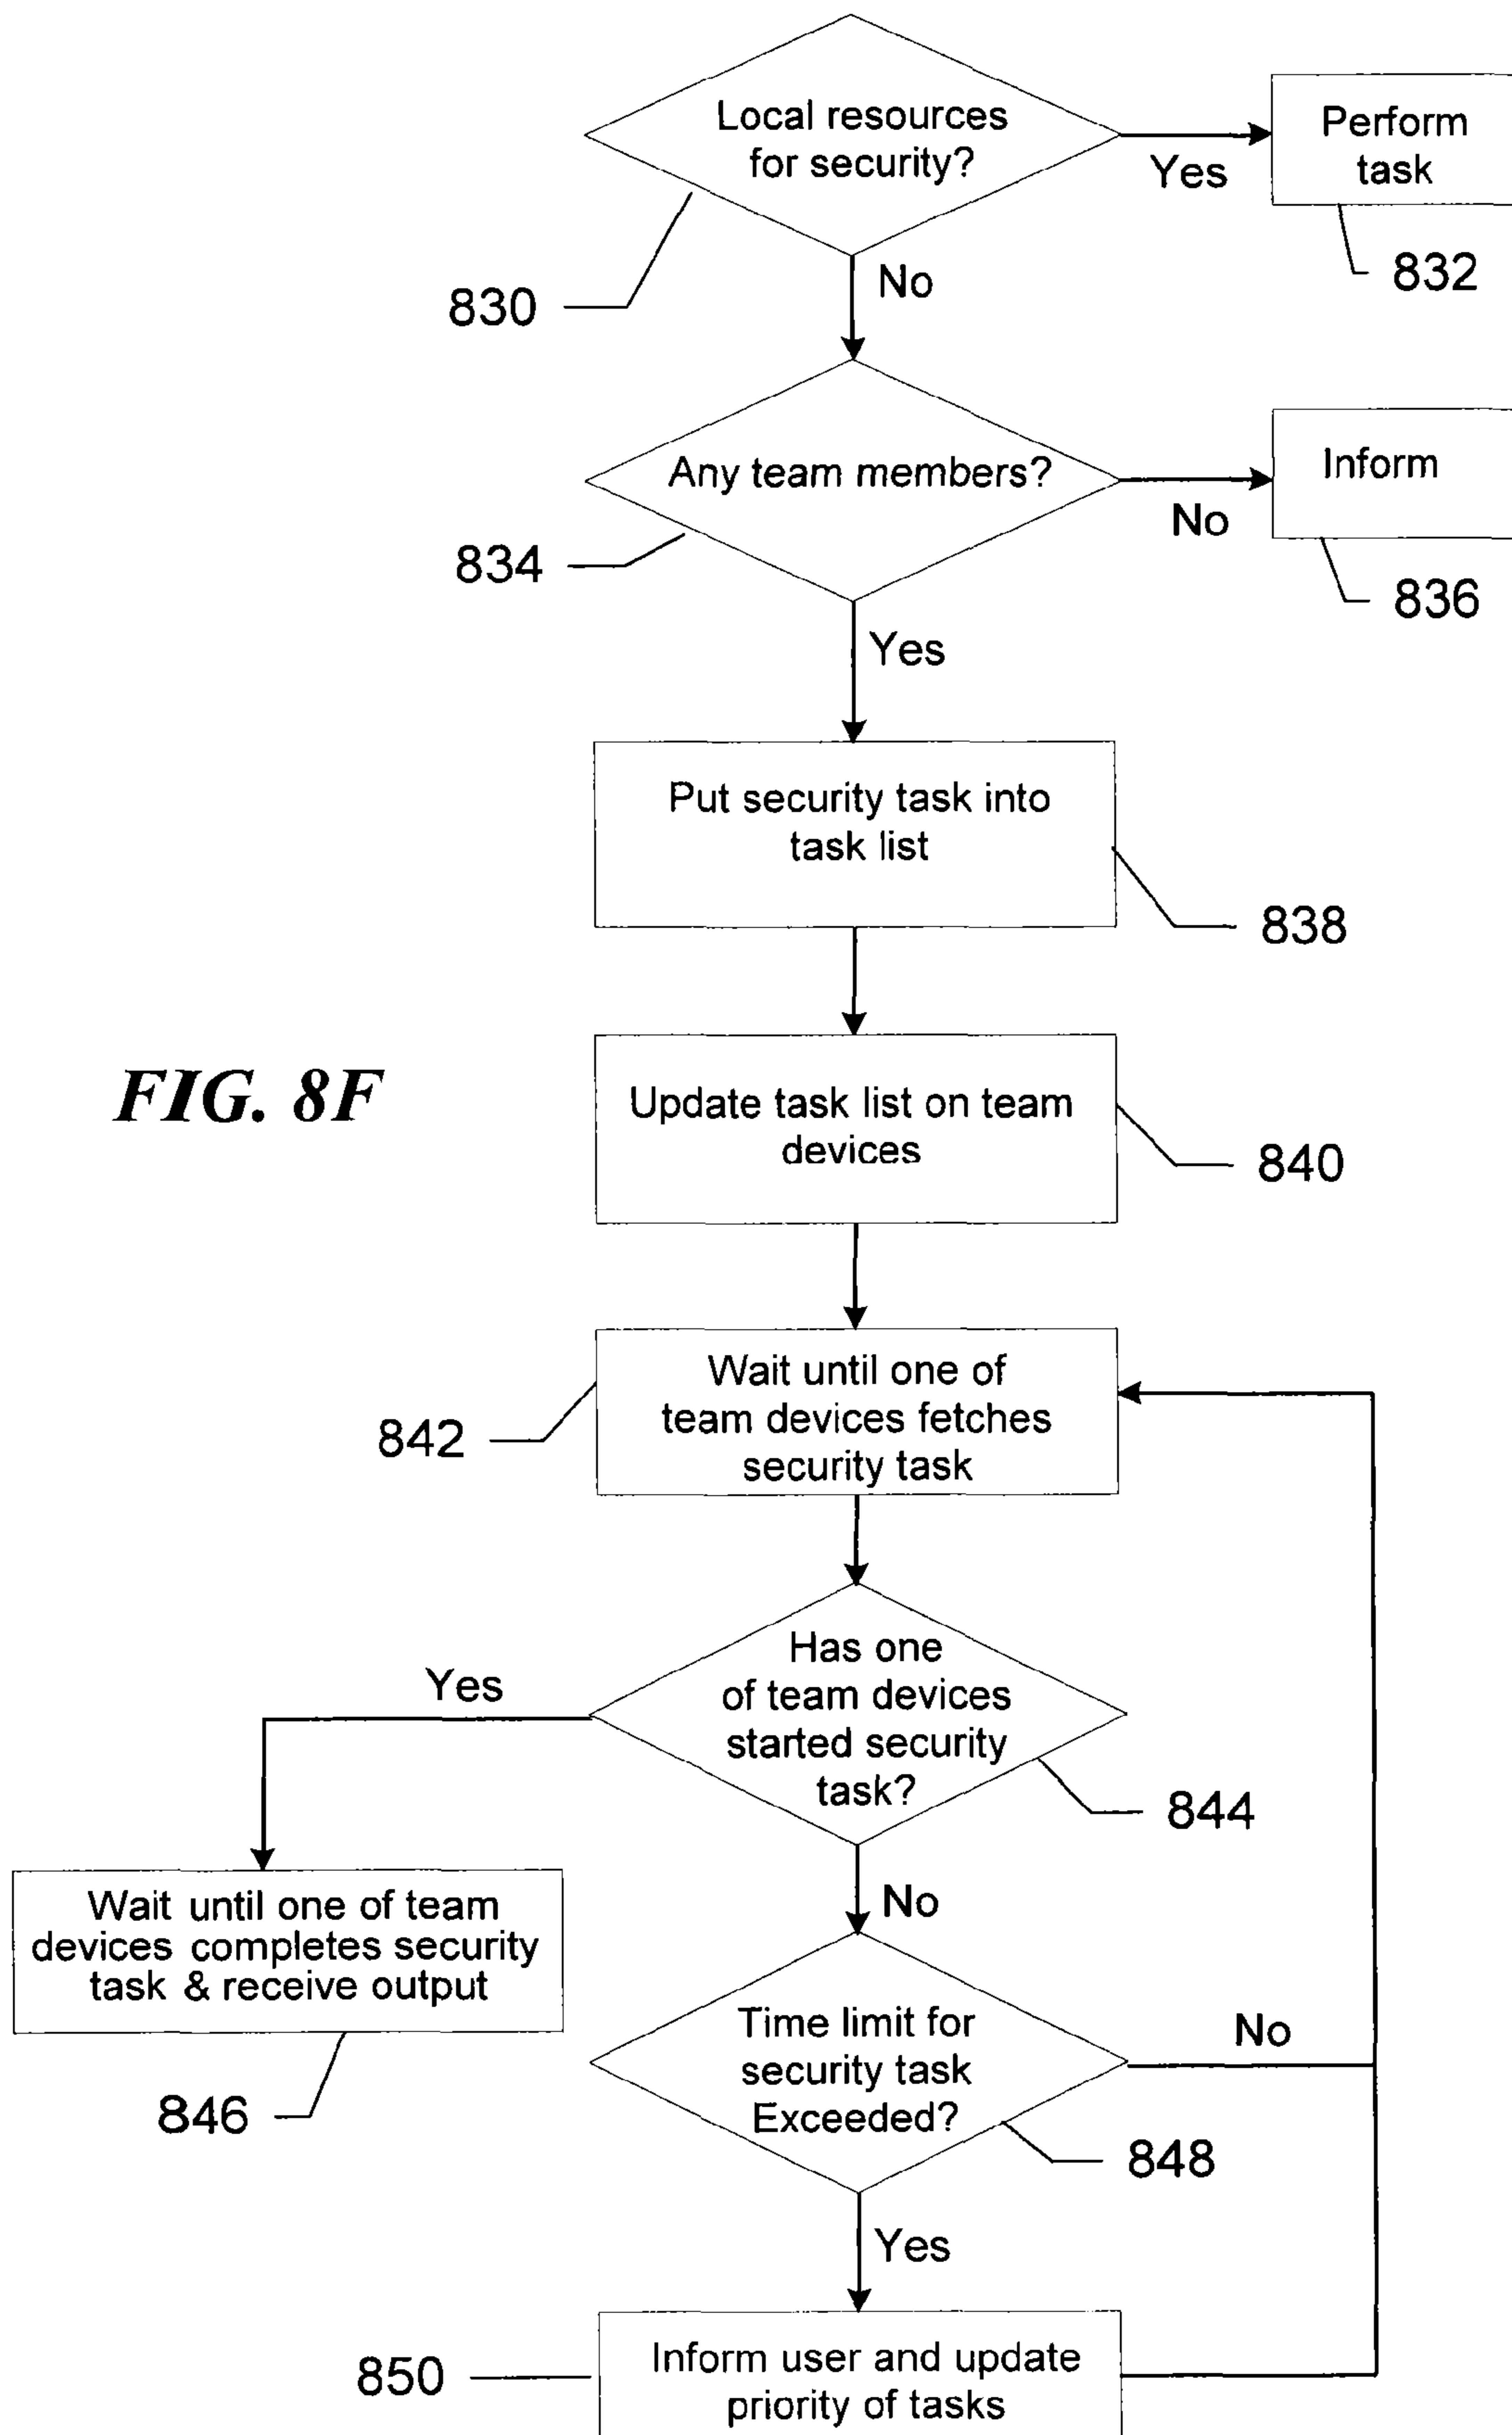 Local resources
for security?
Yes
Perform
task
832
830
No
Any team members?
No
Inform
836
834
Yes
Put security task into
task list
838
FIG. 8F
Update task list on team
devices
840
Wait until one of
team devices fetches
security task
842
Has one
of team devices
started security
task?
Yes
844
No
Wait until one of team
devices completes security
task & receive output
846
Time limit for
security task
Exceeded?
No
848
Yes
Inform user and update
priority of tasks
850